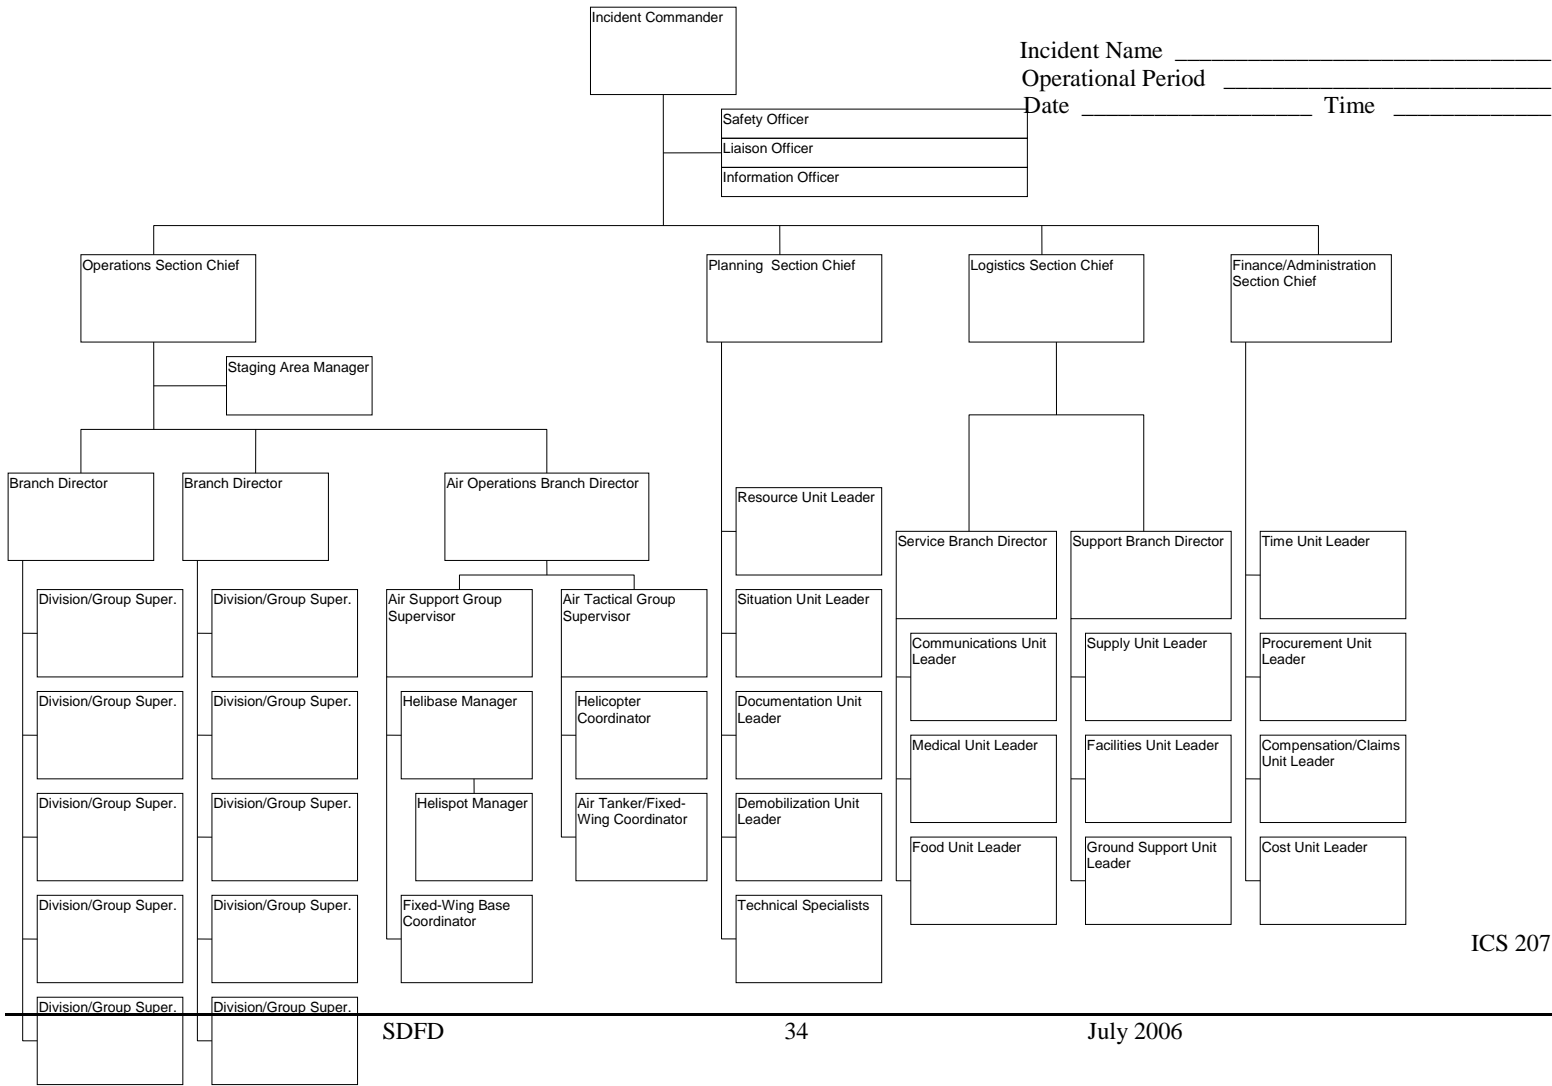 Incident Commander
Incident Name _______________________________
Operational Period ___________________________
Date ___________________ Time _____________
Safety Officer
Liaison Officer
Information Officer
Operations Section Chief
Planning  Section Chief
Logistics Section Chief
Finance/Administration
Section Chief
Staging Area Manager
Branch Director
Branch Director
Air Operations Branch Director
Division/Group Super.
Division/Group Super.
Division/Group Super.
Division/Group Super.
Division/Group Super.
Division/Group Super.
Division/Group Super.
Division/Group Super.
Division/Group Super.
Division/Group Super.
Air Support Group
Supervisor
Helibase Manager
Helispot Manager
Fixed-Wing Base
Coordinator
Air Tactical Group
Supervisor
Helicopter
Coordinator
Air Tanker/Fixed-
Wing Coordinator
Resource Unit Leader
Situation Unit Leader
Documentation Unit
Leader
Demobilization Unit
Leader
Technical Specialists
Service Branch Director
Communications Unit
Leader
Medical Unit Leader
Food Unit Leader
Support Branch Director
Supply Unit Leader
Facilities Unit Leader
Ground Support Unit
Leader
Time Unit Leader
Procurement Unit
Leader
Compensation/Claims
Unit Leader
Cost Unit Leader
ICS 207
SDFD 34 July 2006